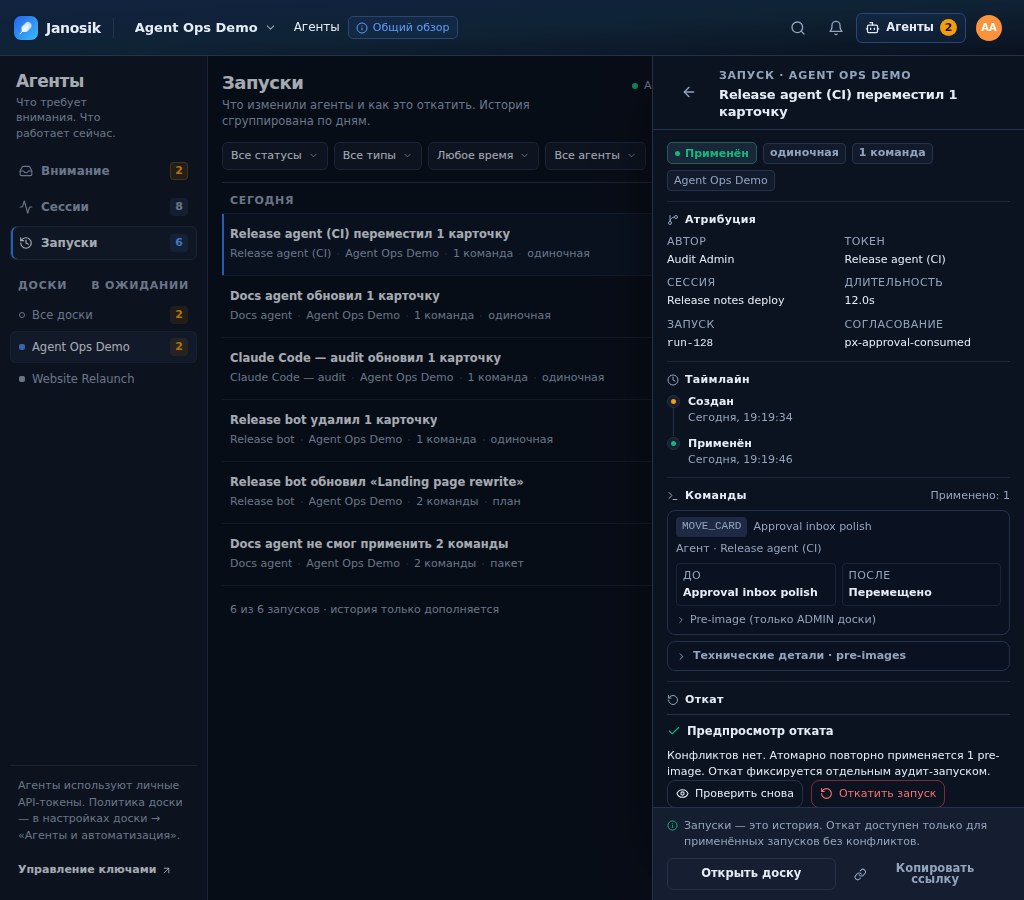 Janosik
Agent Ops Demo
Агенты
Общий обзор
Агенты
2
AA
Агенты
Что требует
внимания. Что
работает сейчас.
Внимание
2
Сессии
8
Запуски
6
ДОСКИ
В ОЖИДАНИИ
Все доски
2
Agent Ops Demo
2
Website Relaunch
Агенты используют личные
API-токены. Политика доски
— в настройках доски →
«Агенты и автоматизация».
Управление ключами
Запуски
А
Что изменили агенты и как это откатить. История
сгруппирована по дням.
Все статусы
Все типы
Любое время
Все агенты
СЕГОДНЯ
Release agent (CI) переместил 1 карточку
Release agent (CI) · Agent Ops Demo · 1 команда · одиночная
Docs agent обновил 1 карточку
Docs agent · Agent Ops Demo · 1 команда · одиночная
Claude Code — audit обновил 1 карточку
Claude Code — audit · Agent Ops Demo · 1 команда · одиночная
Release bot удалил 1 карточку
Release bot · Agent Ops Demo · 1 команда · одиночная
Release bot обновил «Landing page rewrite»
Release bot · Agent Ops Demo · 2 команды · план
Docs agent не смог применить 2 команды
Docs agent · Agent Ops Demo · 2 команды · пакет
6 из 6 запусков · история только дополняется
ЗАПУСК · AGENT OPS DEMO
Release agent (CI) переместил 1
карточку
Применён
одиночная
1 команда
Agent Ops Demo
Атрибуция
АВТОР
ТОКЕН
Audit Admin
Release agent (CI)
СЕССИЯ
ДЛИТЕЛЬНОСТЬ
Release notes deploy
12.0s
ЗАПУСК
СОГЛАСОВАНИЕ
run-128
px-approval-consumed
Таймлайн
Создан
Сегодня, 19:19:34
Применён
Сегодня, 19:19:46
Команды
Применено: 1
MOVE_CARD
Approval inbox polish
Агент · Release agent (CI)
ДО
ПОСЛЕ
Approval inbox polish
Перемещено
Pre-image (только ADMIN доски)
Технические детали · pre-images
Откат
Предпросмотр отката
Конфликтов нет. Атомарно повторно применяется 1 pre-
image. Откат фиксируется отдельным аудит-запуском.
Проверить снова
Откатить запуск
Запуски — это история. Откат доступен только для
применённых запусков без конфликтов.
Открыть доску
Копировать
ссылку